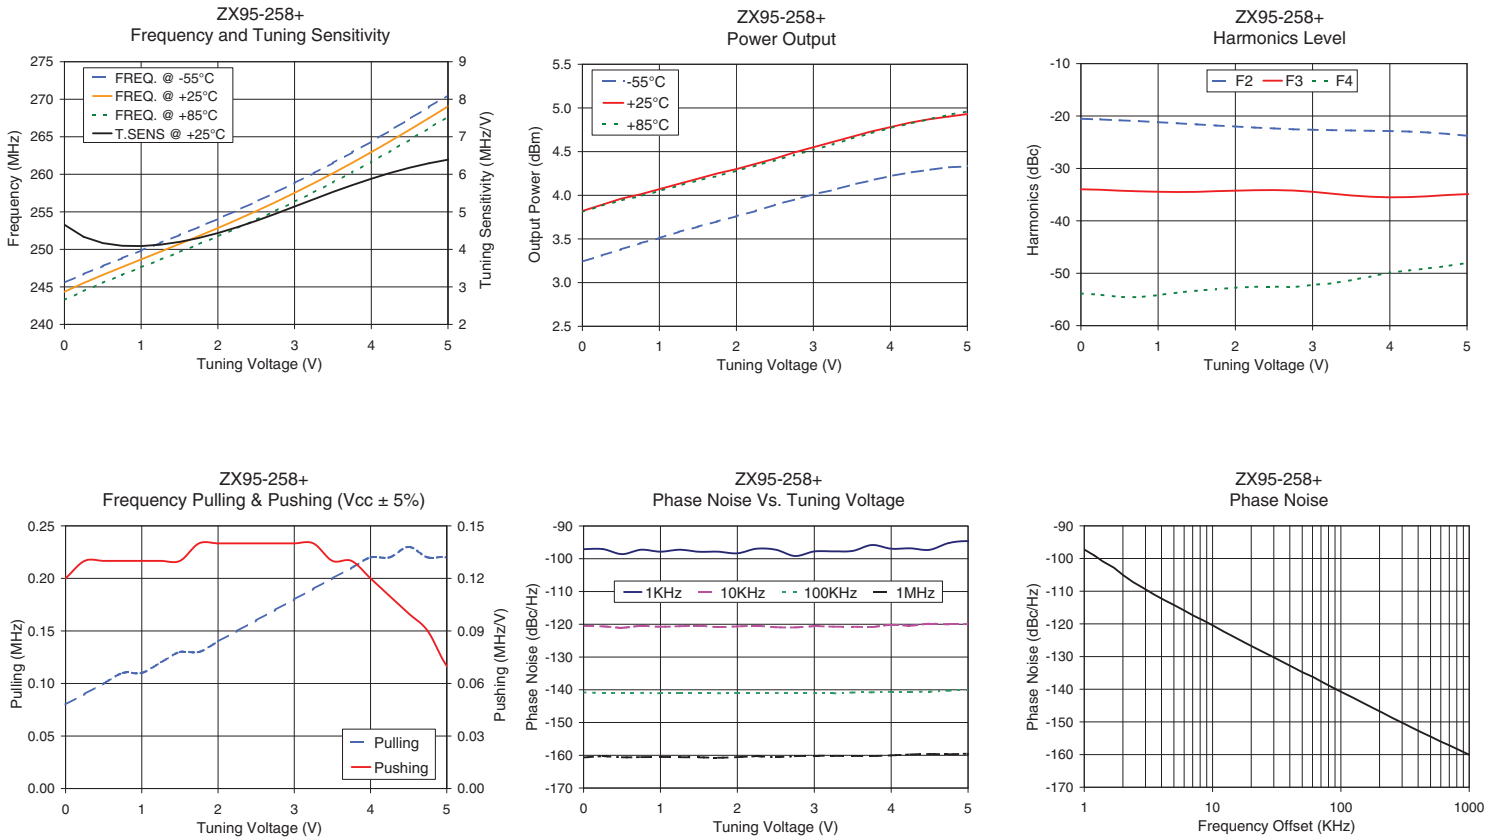 ZX95-258+
Frequency and Tuning Sensitivity
275
270
265
260
255
250
245
240
9
8
7
6
5
4
3
2
FREQ. @ -55°C
FREQ. @ +25°C
FREQ. @ +85°C
T.SENS @ +25°C
Frequency (MHz)
Tuning Sensitivity (MHz/V)
0 1 2 3 4 5
Tuning Voltage (V)
ZX95-258+
Power Output
5.5
5.0
4.5
4.0
3.5
3.0
2.5
-55°C
+25°C
+85°C
Output Power (dBm)
0 1 2 3 4 5
Tuning Voltage (V)
ZX95-258+
Harmonics Level
-10
-20
-30
-40
-50
-60
F2 F3 F4
Harmonics (dBc)
0 1 2 3 4 5
Tuning Voltage (V)
ZX95-258+
Frequency Pulling & Pushing (Vcc ± 5%)
0.25
0.20
0.15
0.10
0.05
0.00
0.15
0.12
0.09
0.06
0.03
0.00
Pulling
Pushing
Pulling (MHz)
Pushing (MHz/V)
0 1 2 3 4 5
Tuning Voltage (V)
ZX95-258+
Phase Noise Vs. Tuning Voltage
-90
-100
-110
-120
-130
-140
-150
-160
-170
1KHz 10KHz 100KHz 1MHz
Phase Noise (dBc/Hz)
0 1 2 3 4 5
Tuning Voltage (V)
ZX95-258+
Phase Noise
-90
-100
-110
-120
-130
-140
-150
-160
-170
Phase Noise (dBc/Hz)
1 10 100 1000
Frequency Offset (KHz)